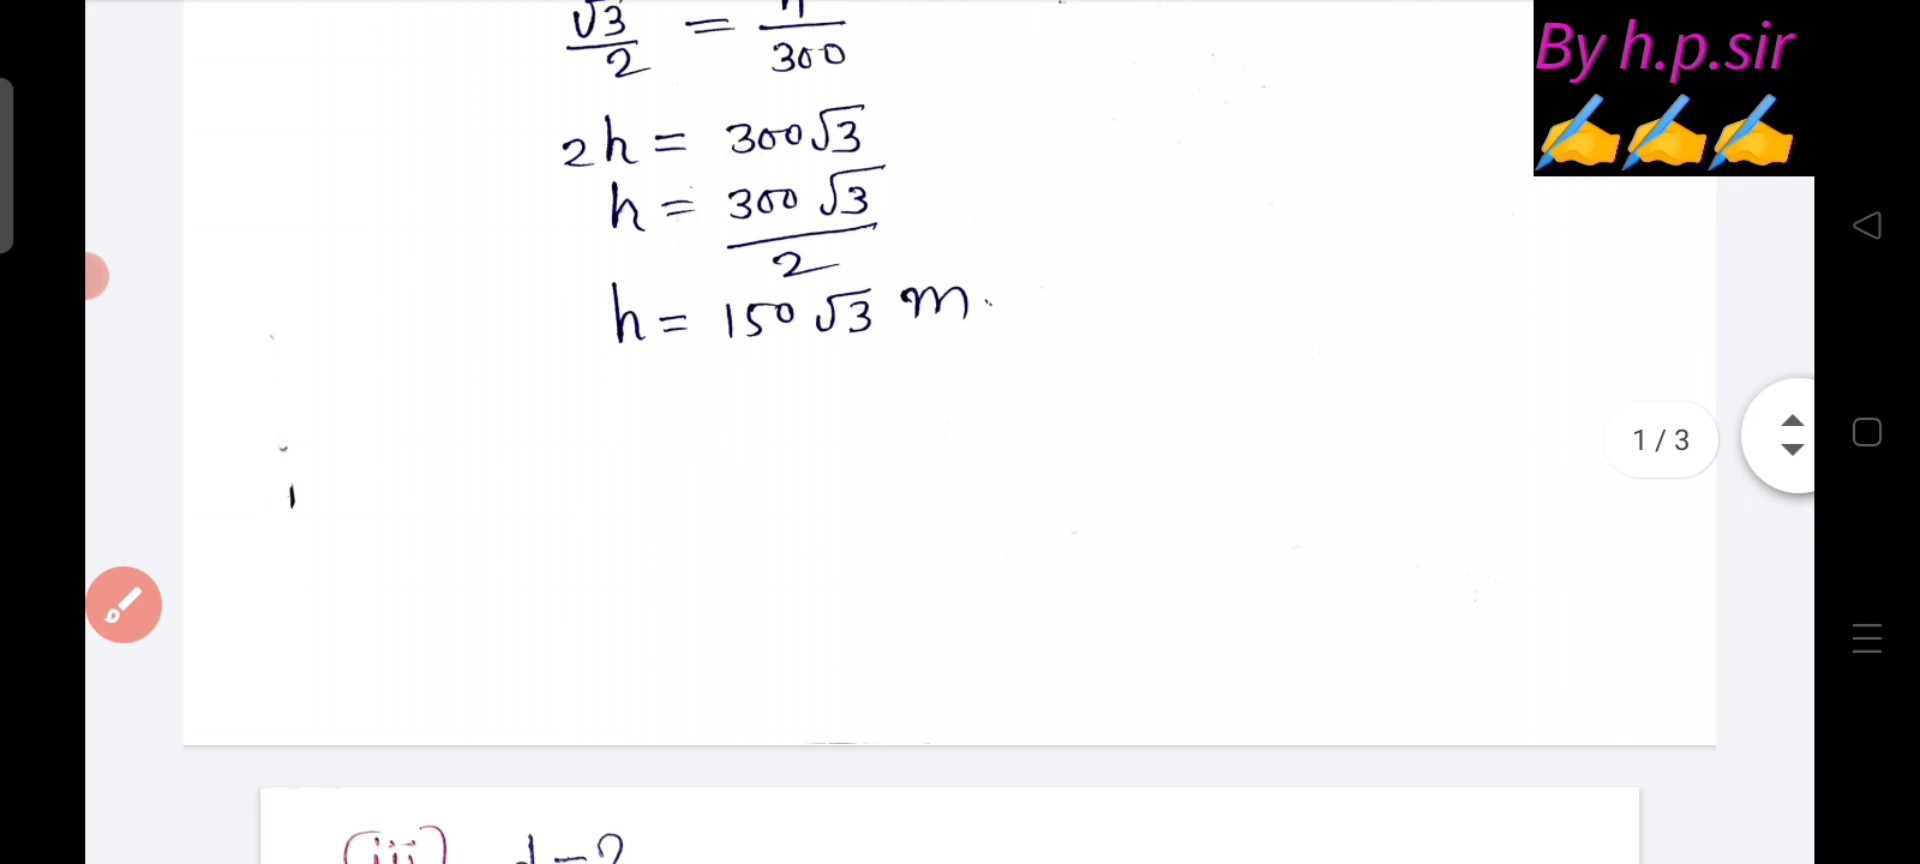 √3/2 = h/300
By h.p.sir
2h = 300√3
h = 300√3/2
h = 150√3 m.
1 / 3
(iii) d = ?